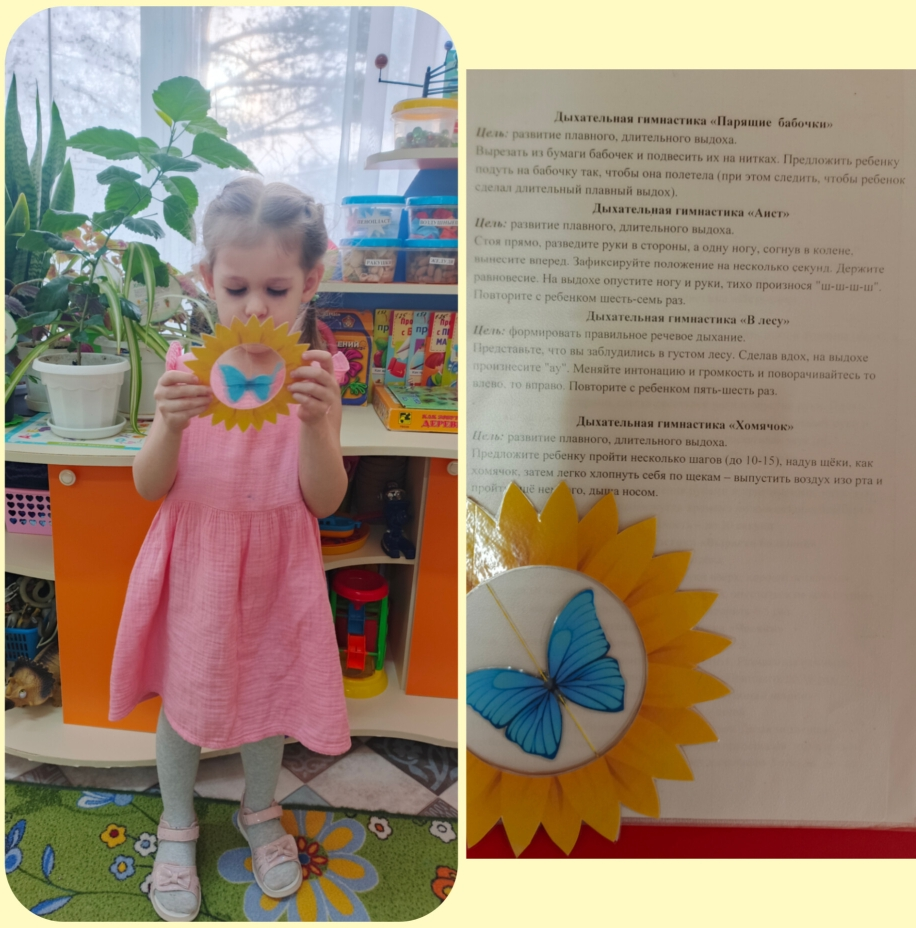 Дыхательная гимнастика «Парящие бабочки»
Цель: развитие плавного, длительного выдоха.
Вырезать из бумаги бабочек и подвесить их на нитках. Предложить ребенку
подуть на бабочку так, чтобы она полетела (при этом следить, чтобы ребенок
сделал длительный плавный выдох).
Дыхательная гимнастика «Аист»
Цель: развитие плавного, длительного выдоха.
Стоя прямо, разведите руки в стороны, а одну ногу, согнув в колене,
вынесите вперед. Зафиксируйте положение на несколько секунд. Держите
равновесие. На выдохе опустите ногу и руки, тихо произнося "ш-ш-ш-ш".
Повторите с ребенком шесть-семь раз.
Дыхательная гимнастика «В лесу»
Цель: формировать правильное речевое дыхание.
Представьте, что вы заблудились в густом лесу. Сделав вдох, на выдохе
произнесите "ау". Меняйте интонацию и громкость и поворачивайтесь то
влево, то вправо. Повторите с ребенком пять-шесть раз.
Дыхательная гимнастика «Хомячок»
Цель: развитие плавного, длительного выдоха.
Предложите ребенку пройти несколько шагов (до 10-15), надув щёки, как
хомячок, затем легко хлопнуть себя по щекам – выпустить воздух изо рта и
дыша носом.